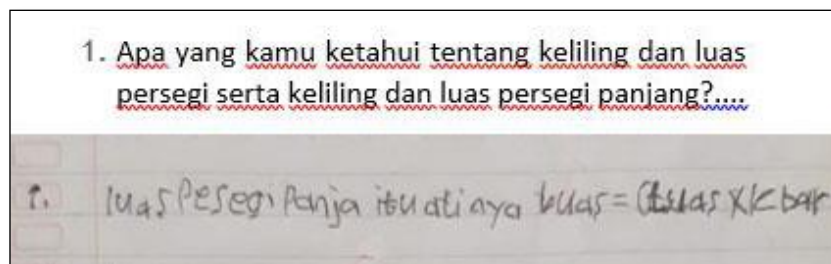 1. Apa yang kamu ketahui tentang keliling dan luas
persegi serta keliling dan luas persegi panjang?....
1. luas Pesegi Panja itu atinya luas = X lebar